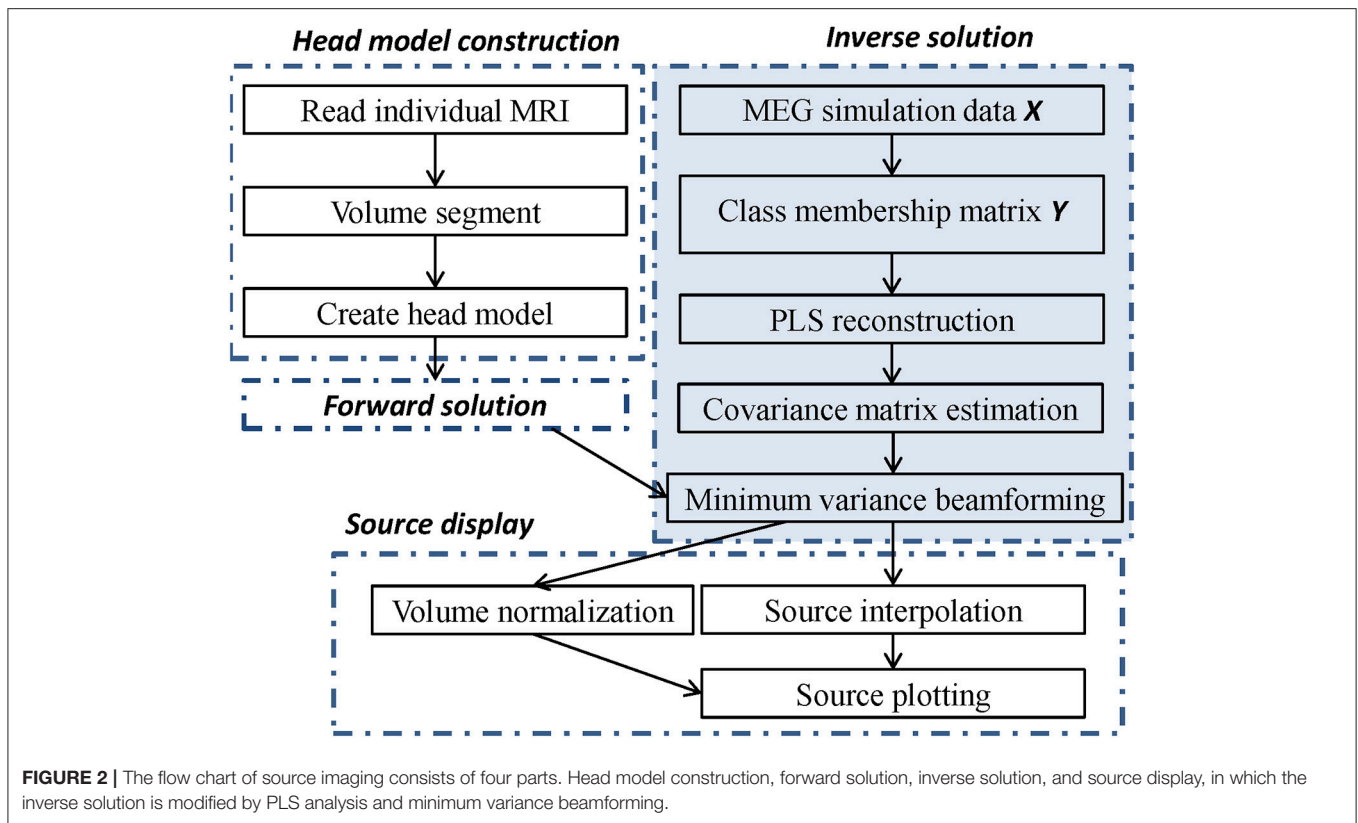 Head model construction
Read individual MRI
Volume segment
Create head model
Forward solution
Inverse solution
MEG simulation data X
Class membership matrix Y
PLS reconstruction
Covariance matrix estimation
Minimum variance beamforming
Source display
Volume normalization
Source interpolation
Source plotting
FIGURE 2 | The flow chart of source imaging consists of four parts. Head model construction, forward solution, inverse solution, and source display, in which the
inverse solution is modified by PLS analysis and minimum variance beamforming.